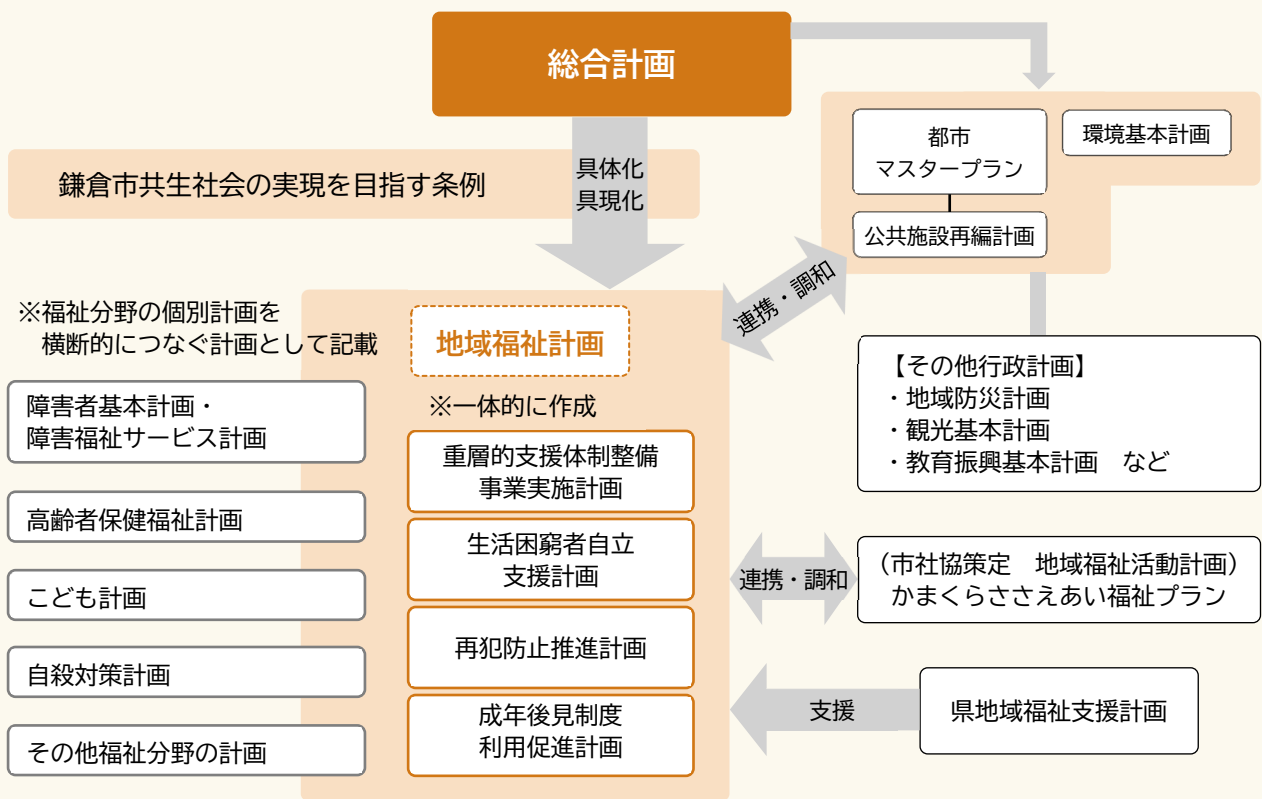 総合計画
都市
マスタープラン
環境基本計画
公共施設再編計画
鎌倉市共生社会の実現を目指す条例
具体化
具現化
連携・調和
※福祉分野の個別計画を
横断的につなぐ計画として記載
地域福祉計画
※一体的に作成
障害者基本計画・
障害福祉サービス計画
高齢者保健福祉計画
こども計画
自殺対策計画
その他福祉分野の計画
重層的支援体制整備
事業実施計画
生活困窮者自立
支援計画
再犯防止推進計画
成年後見制度
利用促進計画
【その他行政計画】
・地域防災計画
・観光基本計画
・教育振興基本計画　など
連携・調和
（市社協策定　地域福祉活動計画）
かまくらささえあい福祉プラン
支援
県地域福祉支援計画